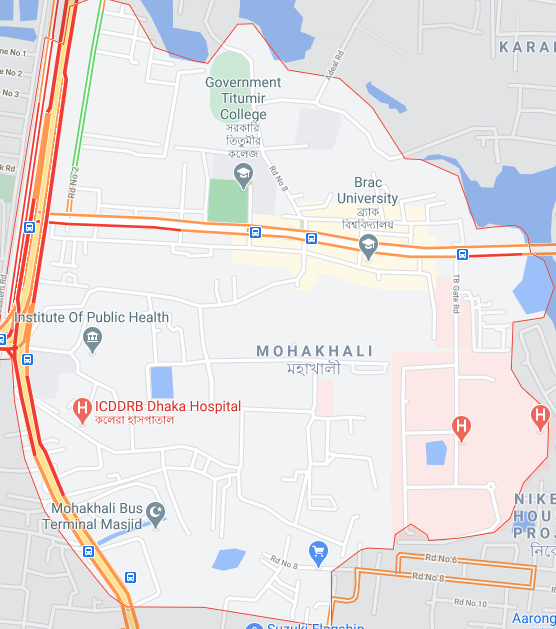 KARAI
ne No 1
ne No 2
No 3
Adeal Rd
Government
Titumir
College
সরকারি
তিতুমীর
কলেজ
Rd No 2
Rd No 8
Brac
University
ব্র্যাক
বিশ্ববিদ্যালয়
TB Gate Rd
Institute Of Public Health
MOHAKHALI
মহাখালী
ICDDRB Dhaka Hospital
কলেরা হাসপাতাল
H
H
H
Mohakhali Bus
Terminal Masjid
NIKE
HOU
PROJ
নিকে
Rd No 8
Rd No 6
Rd No 8
Rd No 10
Aarong
Suzuki Flagship